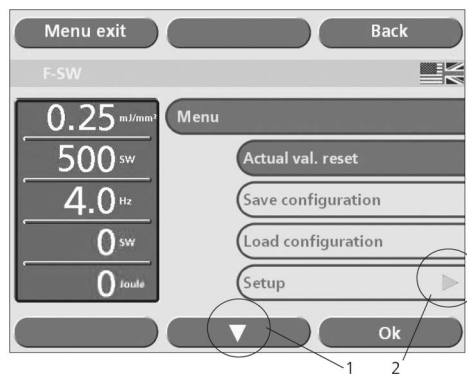 Menu exit
Back
F-SW
0.25 mJ/mm²
500 SW
4.0 Hz
0 SW
0 Joule
Menu
Actual val. reset
Save configuration
Load configuration
Setup
Ok
1
2